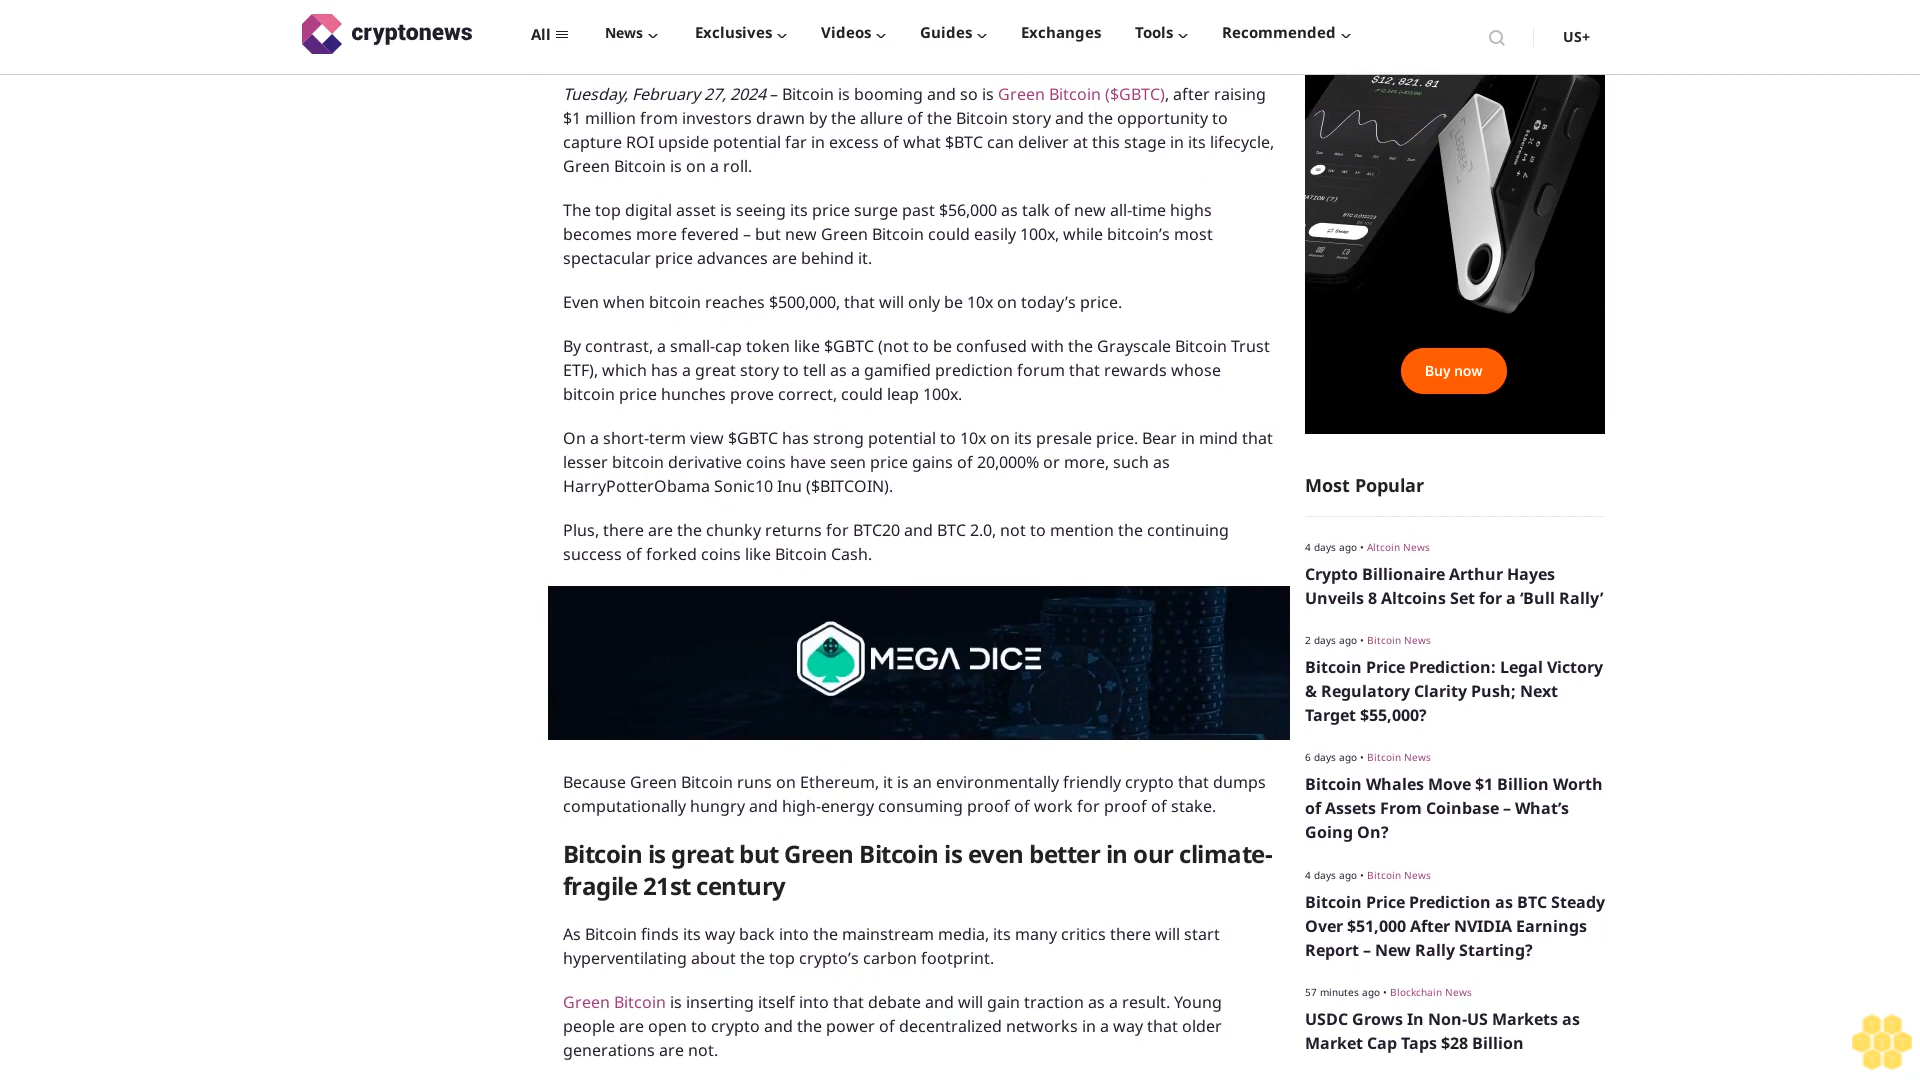 cryptonews
All
News
Exclusives
Videos
Guides
Exchanges
Tools
Recommended
US+
Tuesday, February 27, 2024 – Bitcoin is booming and so is Green Bitcoin ($GBTC), after raising
$1 million from investors drawn by the allure of the Bitcoin story and the opportunity to
capture ROI upside potential far in excess of what $BTC can deliver at this stage in its lifecycle,
Green Bitcoin is on a roll.
The top digital asset is seeing its price surge past $56,000 as talk of new all-time highs
becomes more fevered – but new Green Bitcoin could easily 100x, while bitcoin’s most
spectacular price advances are behind it.
Even when bitcoin reaches $500,000, that will only be 10x on today’s price.
By contrast, a small-cap token like $GBTC (not to be confused with the Grayscale Bitcoin Trust
ETF), which has a great story to tell as a gamified prediction forum that rewards whose
bitcoin price hunches prove correct, could leap 100x.
On a short-term view $GBTC has strong potential to 10x on its presale price. Bear in mind that
lesser bitcoin derivative coins have seen price gains of 20,000% or more, such as
HarryPotterObama Sonic10 Inu ($BITCOIN).
Plus, there are the chunky returns for BTC20 and BTC 2.0, not to mention the continuing
success of forked coins like Bitcoin Cash.
MEGA DICE
Because Green Bitcoin runs on Ethereum, it is an environmentally friendly crypto that dumps
computationally hungry and high-energy consuming proof of work for proof of stake.
Bitcoin is great but Green Bitcoin is even better in our climate-
fragile 21st century
As Bitcoin finds its way back into the mainstream media, its many critics there will start
hyperventilating about the top crypto’s carbon footprint.
Green Bitcoin is inserting itself into that debate and will gain traction as a result. Young
people are open to crypto and the power of decentralized networks in a way that older
generations are not.
$12,821.81
LEDGER
Swap
Buy now
Most Popular
4 days ago • Altcoin News
Crypto Billionaire Arthur Hayes
Unveils 8 Altcoins Set for a ‘Bull Rally’
2 days ago • Bitcoin News
Bitcoin Price Prediction: Legal Victory
& Regulatory Clarity Push; Next
Target $55,000?
6 days ago • Bitcoin News
Bitcoin Whales Move $1 Billion Worth
of Assets From Coinbase – What’s
Going On?
4 days ago • Bitcoin News
Bitcoin Price Prediction as BTC Steady
Over $51,000 After NVIDIA Earnings
Report – New Rally Starting?
57 minutes ago • Blockchain News
USDC Grows In Non-US Markets as
Market Cap Taps $28 Billion